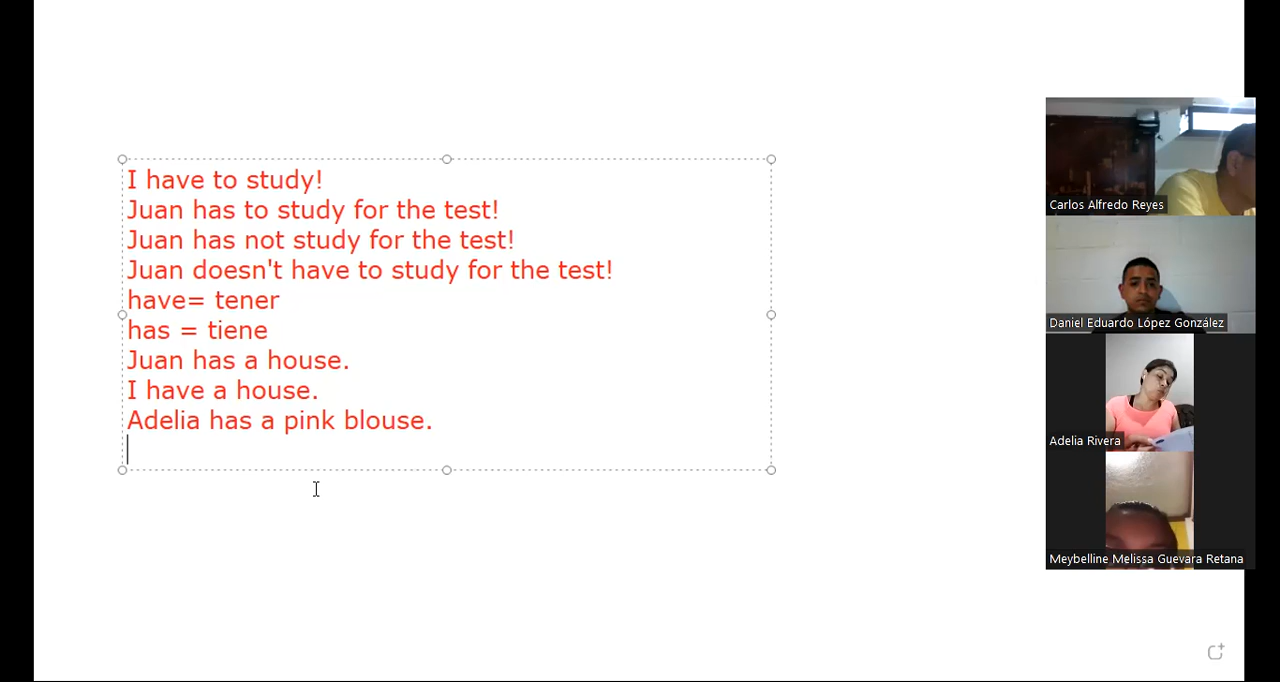 I have to study!
Juan has to study for the test!
Juan has not study for the test!
Juan doesn't have to study for the test!
have= tener
has = tiene
Juan has a house.
I have a house.
Adelia has a pink blouse.
Carlos Alfredo Reyes
Daniel Eduardo López González
Adelia Rivera
Meybelline Melissa Guevara Retana